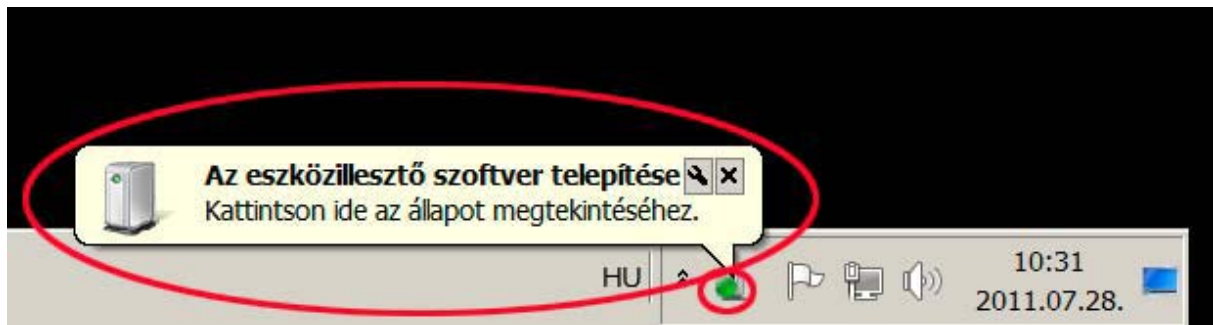 Az eszközillesztő szoftver telepítése
Kattintson ide az állapot megtekintéséhez.
HU
10:31
2011.07.28.